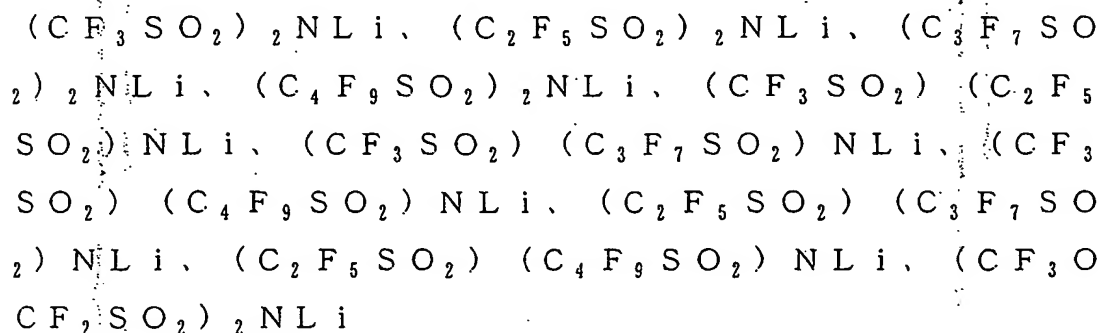 (CF₃SO₂)₂NLi、(C₂F₅SO₂)₂NLi、(C₃F₇SO
₂)₂NLi、(C₄F₉SO₂)₂NLi、(CF₃SO₂)(C₂F₅
SO₂)NLi、(CF₃SO₂)(C₃F₇SO₂)NLi、(CF₃
SO₂)(C₄F₉SO₂)NLi、(C₂F₅SO₂)(C₃F₇SO
₂)NLi、(C₂F₅SO₂)(C₄F₉SO₂)NLi、(CF₃O
CF₂SO₂)₂NLi